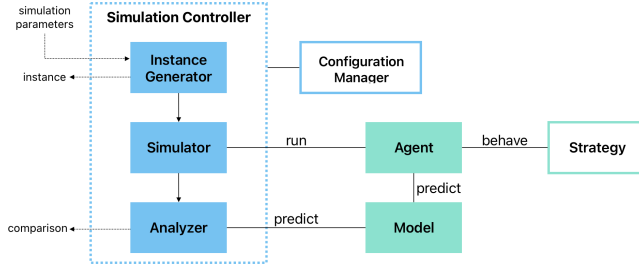 simulation
parameters
Simulation Controller
Instance
Generator
instance
Configuration
Manager
Simulator
run
Agent
behave
Strategy
predict
comparison
Analyzer
predict
Model